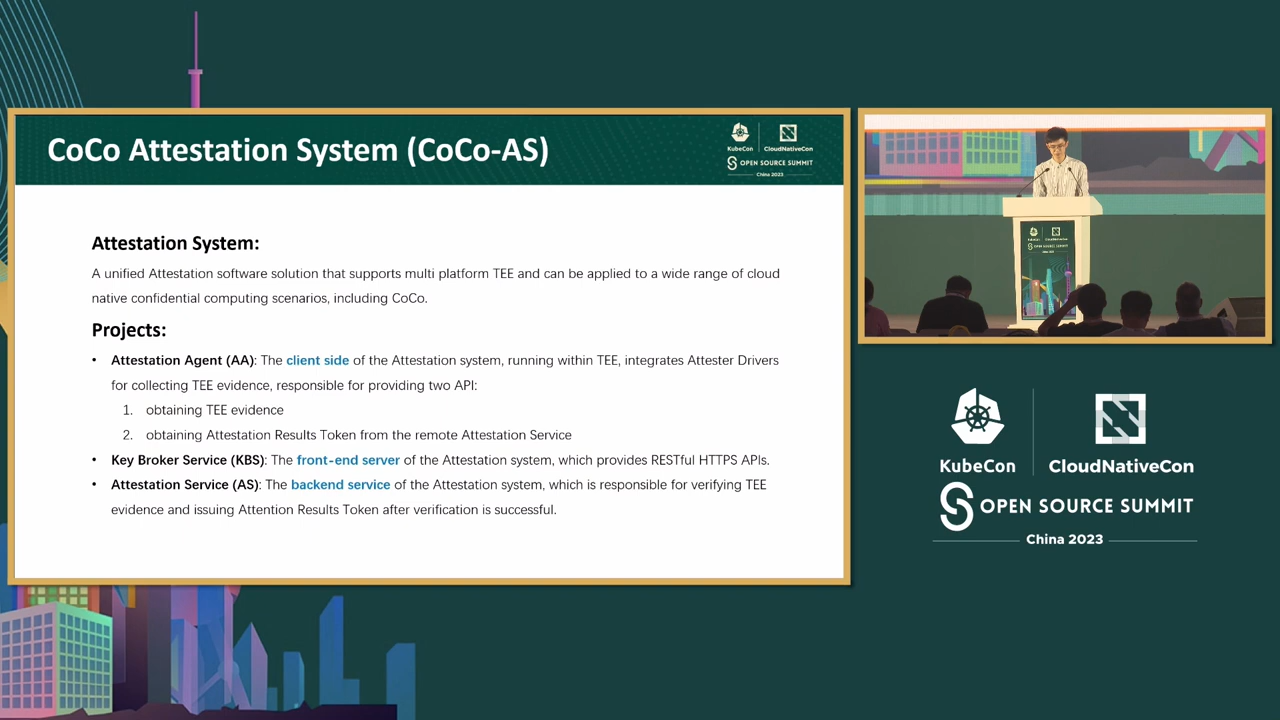 CoCo Attestation System (CoCo-AS)
KubeCon
CloudNativeCon
OPEN SOURCE SUMMIT
China 2023
Attestation System:
A unified Attestation software solution that supports multi platform TEE and can be applied to a wide range of cloud
native confidential computing scenarios, including CoCo.
Projects:
• Attestation Agent (AA): The client side of the Attestation system, running within TEE, integrates Attester Drivers
for collecting TEE evidence, responsible for providing two API:
1. obtaining TEE evidence
2. obtaining Attestation Results Token from the remote Attestation Service
• Key Broker Service (KBS): The front-end server of the Attestation system, which provides RESTful HTTPS APIs.
• Attestation Service (AS): The backend service of the Attestation system, which is responsible for verifying TEE
evidence and issuing Attention Results Token after verification is successful.
KubeCon
CloudNativeCon
OPEN SOURCE SUMMIT
China 2023